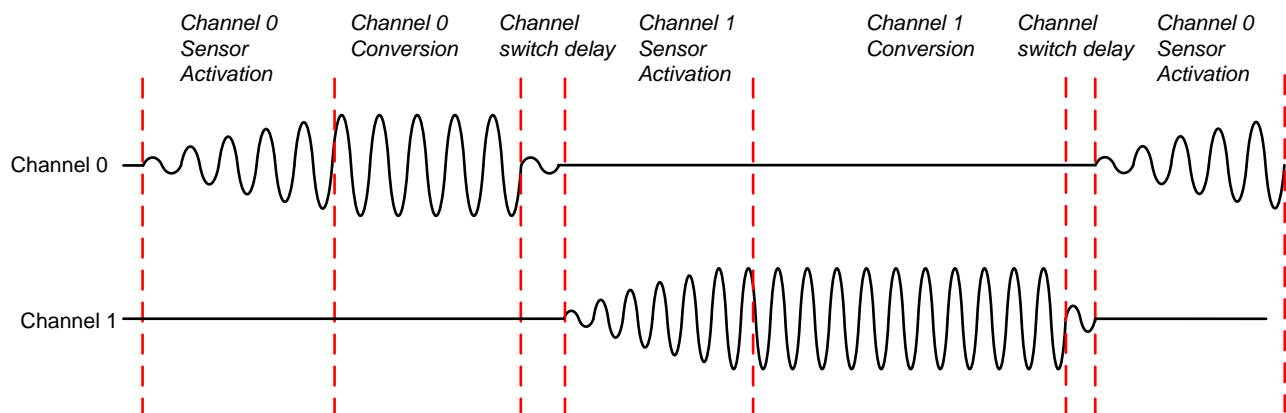 Channel 0
Sensor
Activation
Channel 0
Conversion
Channel
switch delay
Channel 1
Sensor
Activation
Channel 1
Conversion
Channel
switch delay
Channel 0
Sensor
Activation
Channel 0
Channel 1